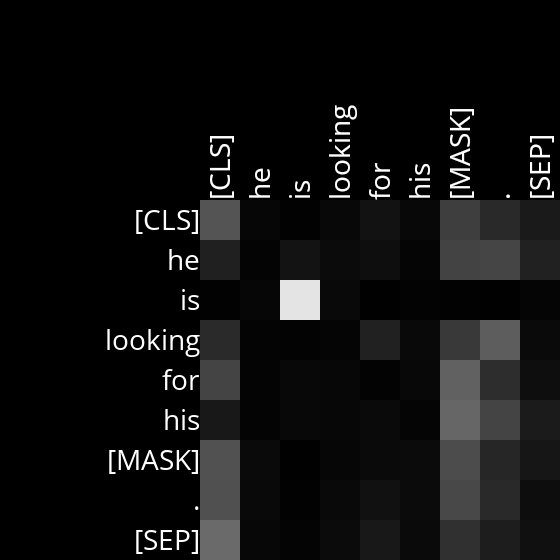 [CLS] he is looking for his [MASK] . [SEP]
[CLS]
he
is
looking
for
his
[MASK]
.
[SEP]